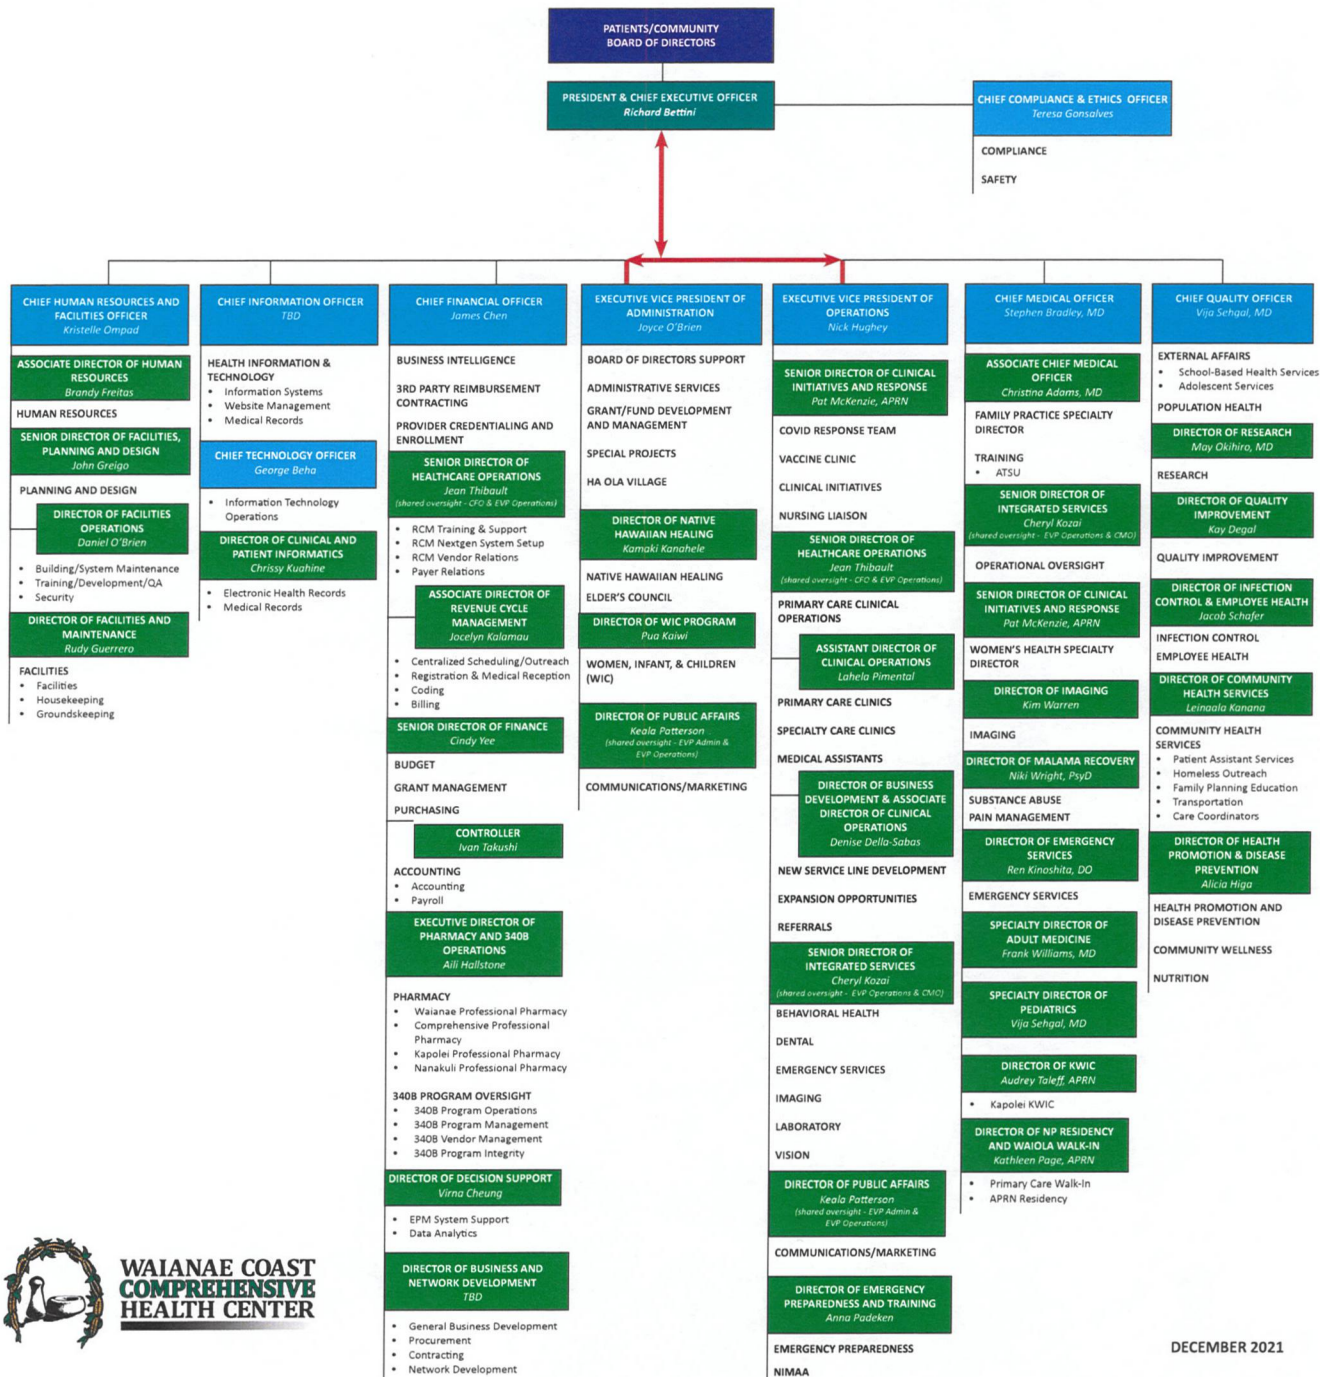 PATIENTS/COMMUNITY
BOARD OF DIRECTORS
PRESIDENT & CHIEF EXECUTIVE OFFICER
Richard Bettini
CHIEF COMPLIANCE & ETHICS OFFICER
Teresa Gonsalves
COMPLIANCE
SAFETY
CHIEF HUMAN RESOURCES AND
FACILITIES OFFICER
Kristelle Ompad
ASSOCIATE DIRECTOR OF HUMAN
RESOURCES
Brandy Freitas
HUMAN RESOURCES
SENIOR DIRECTOR OF FACILITIES,
PLANNING AND DESIGN
John Greigo
PLANNING AND DESIGN
DIRECTOR OF FACILITIES
OPERATIONS
Daniel O'Brien
• Building/System Maintenance
• Training/Development/QA
• Security
DIRECTOR OF FACILITIES AND
MAINTENANCE
Rudy Guerrero
FACILITIES
• Facilities
• Housekeeping
• Groundskeeping
CHIEF INFORMATION OFFICER
TBD
HEALTH INFORMATION &
TECHNOLOGY
• Information Systems
• Website Management
• Medical Records
CHIEF TECHNOLOGY OFFICER
George Beha
• Information Technology
Operations
DIRECTOR OF CLINICAL AND
PATIENT INFORMATICS
Chrissy Kuahine
• Electronic Health Records
• Medical Records
CHIEF FINANCIAL OFFICER
James Chen
BUSINESS INTELLIGENCE
3RD PARTY REIMBURSEMENT
CONTRACTING
PROVIDER CREDENTIALING AND
ENROLLMENT
SENIOR DIRECTOR OF
HEALTHCARE OPERATIONS
Jean Thibault
(shared oversight - CFO & EVP Operations)
• RCM Training & Support
• RCM Nextgen System Setup
• RCM Vendor Relations
• Payer Relations
ASSOCIATE DIRECTOR OF
REVENUE CYCLE
MANAGEMENT
Jocelyn Kalamau
• Centralized Scheduling/Outreach
• Registration & Medical Reception
• Coding
• Billing
SENIOR DIRECTOR OF FINANCE
Cindy Yee
BUDGET
GRANT MANAGEMENT
PURCHASING
CONTROLLER
Ivan Takushi
ACCOUNTING
• Accounting
• Payroll
EXECUTIVE DIRECTOR OF
PHARMACY AND 340B
OPERATIONS
Aili Hallstone
PHARMACY
• Waianae Professional Pharmacy
• Comprehensive Professional
Pharmacy
• Kapolei Professional Pharmacy
• Nanakuli Professional Pharmacy
340B PROGRAM OVERSIGHT
• 340B Program Operations
• 340B Program Management
• 340B Vendor Management
• 340B Program Integrity
DIRECTOR OF DECISION SUPPORT
Virna Cheung
• EPM System Support
• Data Analytics
DIRECTOR OF BUSINESS AND
NETWORK DEVELOPMENT
TBD
• General Business Development
• Procurement
• Contracting
• Network Development
EXECUTIVE VICE PRESIDENT OF
ADMINISTRATION
Joyce O'Brien
BOARD OF DIRECTORS SUPPORT
ADMINISTRATIVE SERVICES
GRANT/FUND DEVELOPMENT
AND MANAGEMENT
SPECIAL PROJECTS
HA OLA VILLAGE
DIRECTOR OF NATIVE
HAWAIIAN HEALING
Kamaki Kanahele
NATIVE HAWAIIAN HEALING
ELDER'S COUNCIL
DIRECTOR OF WIC PROGRAM
Pua Kaiwi
WOMEN, INFANT, & CHILDREN
(WIC)
DIRECTOR OF PUBLIC AFFAIRS
Keala Patterson
(shared oversight - EVP Admin &
EVP Operations)
COMMUNICATIONS/MARKETING
EXECUTIVE VICE PRESIDENT OF
OPERATIONS
Nick Hughey
SENIOR DIRECTOR OF CLINICAL
INITIATIVES AND RESPONSE
Pat McKenzie, APRN
COVID RESPONSE TEAM
VACCINE CLINIC
CLINICAL INITIATIVES
NURSING LIAISON
SENIOR DIRECTOR OF
HEALTHCARE OPERATIONS
Jean Thibault
(shared oversight - CFO & EVP Operations)
PRIMARY CARE CLINICAL
OPERATIONS
ASSISTANT DIRECTOR OF
CLINICAL OPERATIONS
Lahela Pimental
PRIMARY CARE CLINICS
SPECIALTY CARE CLINICS
MEDICAL ASSISTANTS
DIRECTOR OF BUSINESS
DEVELOPMENT & ASSOCIATE
DIRECTOR OF CLINICAL
OPERATIONS
Denise Della-Sabas
NEW SERVICE LINE DEVELOPMENT
EXPANSION OPPORTUNITIES
REFERRALS
SENIOR DIRECTOR OF
INTEGRATED SERVICES
Cheryl Kozai
(shared oversight - EVP Operations & CMO)
BEHAVIORAL HEALTH
DENTAL
EMERGENCY SERVICES
IMAGING
LABORATORY
VISION
DIRECTOR OF PUBLIC AFFAIRS
Keala Patterson
(shared oversight - EVP Admin &
EVP Operations)
COMMUNICATIONS/MARKETING
DIRECTOR OF EMERGENCY
PREPAREDNESS AND TRAINING
Anna Padeken
EMERGENCY PREPAREDNESS
NIMAA
CHIEF MEDICAL OFFICER
Stephen Bradley, MD
ASSOCIATE CHIEF MEDICAL
OFFICER
Christina Adams, MD
FAMILY PRACTICE SPECIALTY
DIRECTOR
TRAINING
• ATSU
SENIOR DIRECTOR OF
INTEGRATED SERVICES
Cheryl Kozai
(shared oversight - EVP Operations & CMO)
OPERATIONAL OVERSIGHT
SENIOR DIRECTOR OF CLINICAL
INITIATIVES AND RESPONSE
Pat McKenzie, APRN
WOMEN'S HEALTH SPECIALTY
DIRECTOR
DIRECTOR OF IMAGING
Kim Warren
IMAGING
DIRECTOR OF MALAMA RECOVERY
Niki Wright, PsyD
SUBSTANCE ABUSE
PAIN MANAGEMENT
DIRECTOR OF EMERGENCY
SERVICES
Ren Kinoshita, DO
EMERGENCY SERVICES
SPECIALTY DIRECTOR OF
ADULT MEDICINE
Frank Williams, MD
SPECIALTY DIRECTOR OF
PEDIATRICS
Vija Sehgal, MD
DIRECTOR OF KWIC
Audrey Taleff, APRN
• Kapolei KWIC
DIRECTOR OF NP RESIDENCY
AND WAIOLA WALK-IN
Kathleen Page, APRN
• Primary Care Walk-In
• APRN Residency
CHIEF QUALITY OFFICER
Vija Sehgal, MD
EXTERNAL AFFAIRS
• School-Based Health Services
• Adolescent Services
POPULATION HEALTH
DIRECTOR OF RESEARCH
May Okihiro, MD
RESEARCH
DIRECTOR OF QUALITY
IMPROVEMENT
Kay Degal
QUALITY IMPROVEMENT
DIRECTOR OF INFECTION
CONTROL & EMPLOYEE HEALTH
Jacob Schafer
INFECTION CONTROL
EMPLOYEE HEALTH
DIRECTOR OF COMMUNITY
HEALTH SERVICES
Leinaala Kanana
COMMUNITY HEALTH
SERVICES
• Patient Assistant Services
• Homeless Outreach
• Family Planning Education
• Transportation
• Care Coordinators
DIRECTOR OF HEALTH
PROMOTION & DISEASE
PREVENTION
Alicia Higa
HEALTH PROMOTION AND
DISEASE PREVENTION
COMMUNITY WELLNESS
NUTRITION
WAIANAE COAST
COMPREHENSIVE
HEALTH CENTER
DECEMBER 2021